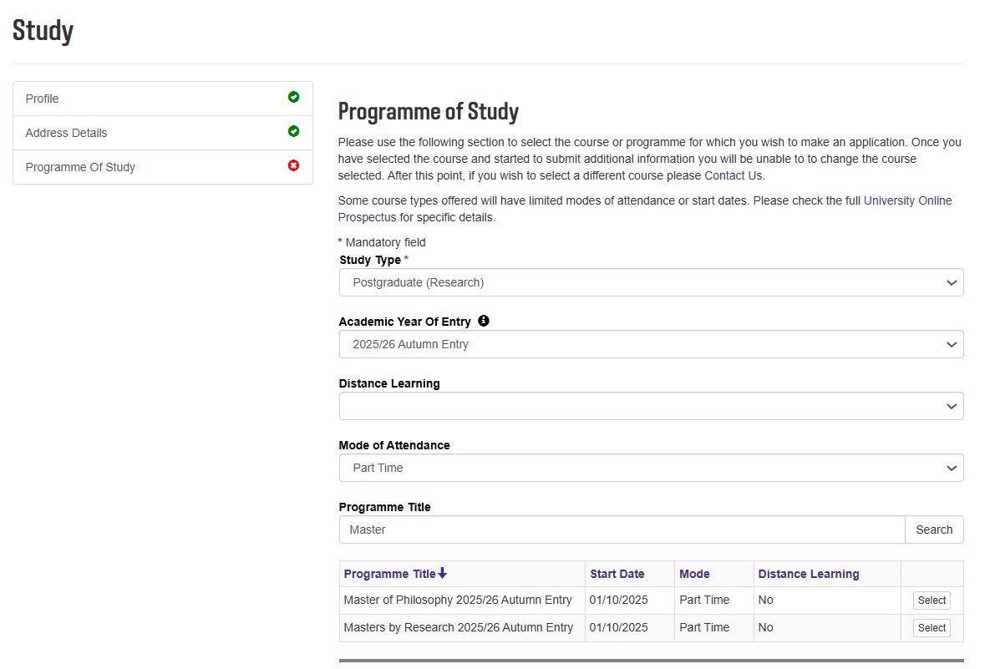 Study
Profile
Address Details
Programme Of Study
Programme of Study
Please use the following section to select the course or programme for which you wish to make an application. Once you
have selected the course and started to submit additional information you will be unable to to change the course
selected. After this point, if you wish to select a different course please Contact Us.
Some course types offered will have limited modes of attendance or start dates. Please check the full University Online
Prospectus for specific details.
* Mandatory field
Study Type *
Postgraduate (Research)
Academic Year Of Entry
2025/26 Autumn Entry
Distance Learning
Mode of Attendance
Part Time
Programme Title
Master Search
Programme Title Start Date Mode Distance Learning
Master of Philosophy 2025/26 Autumn Entry 01/10/2025 Part Time No Select
Masters by Research 2025/26 Autumn Entry 01/10/2025 Part Time No Select